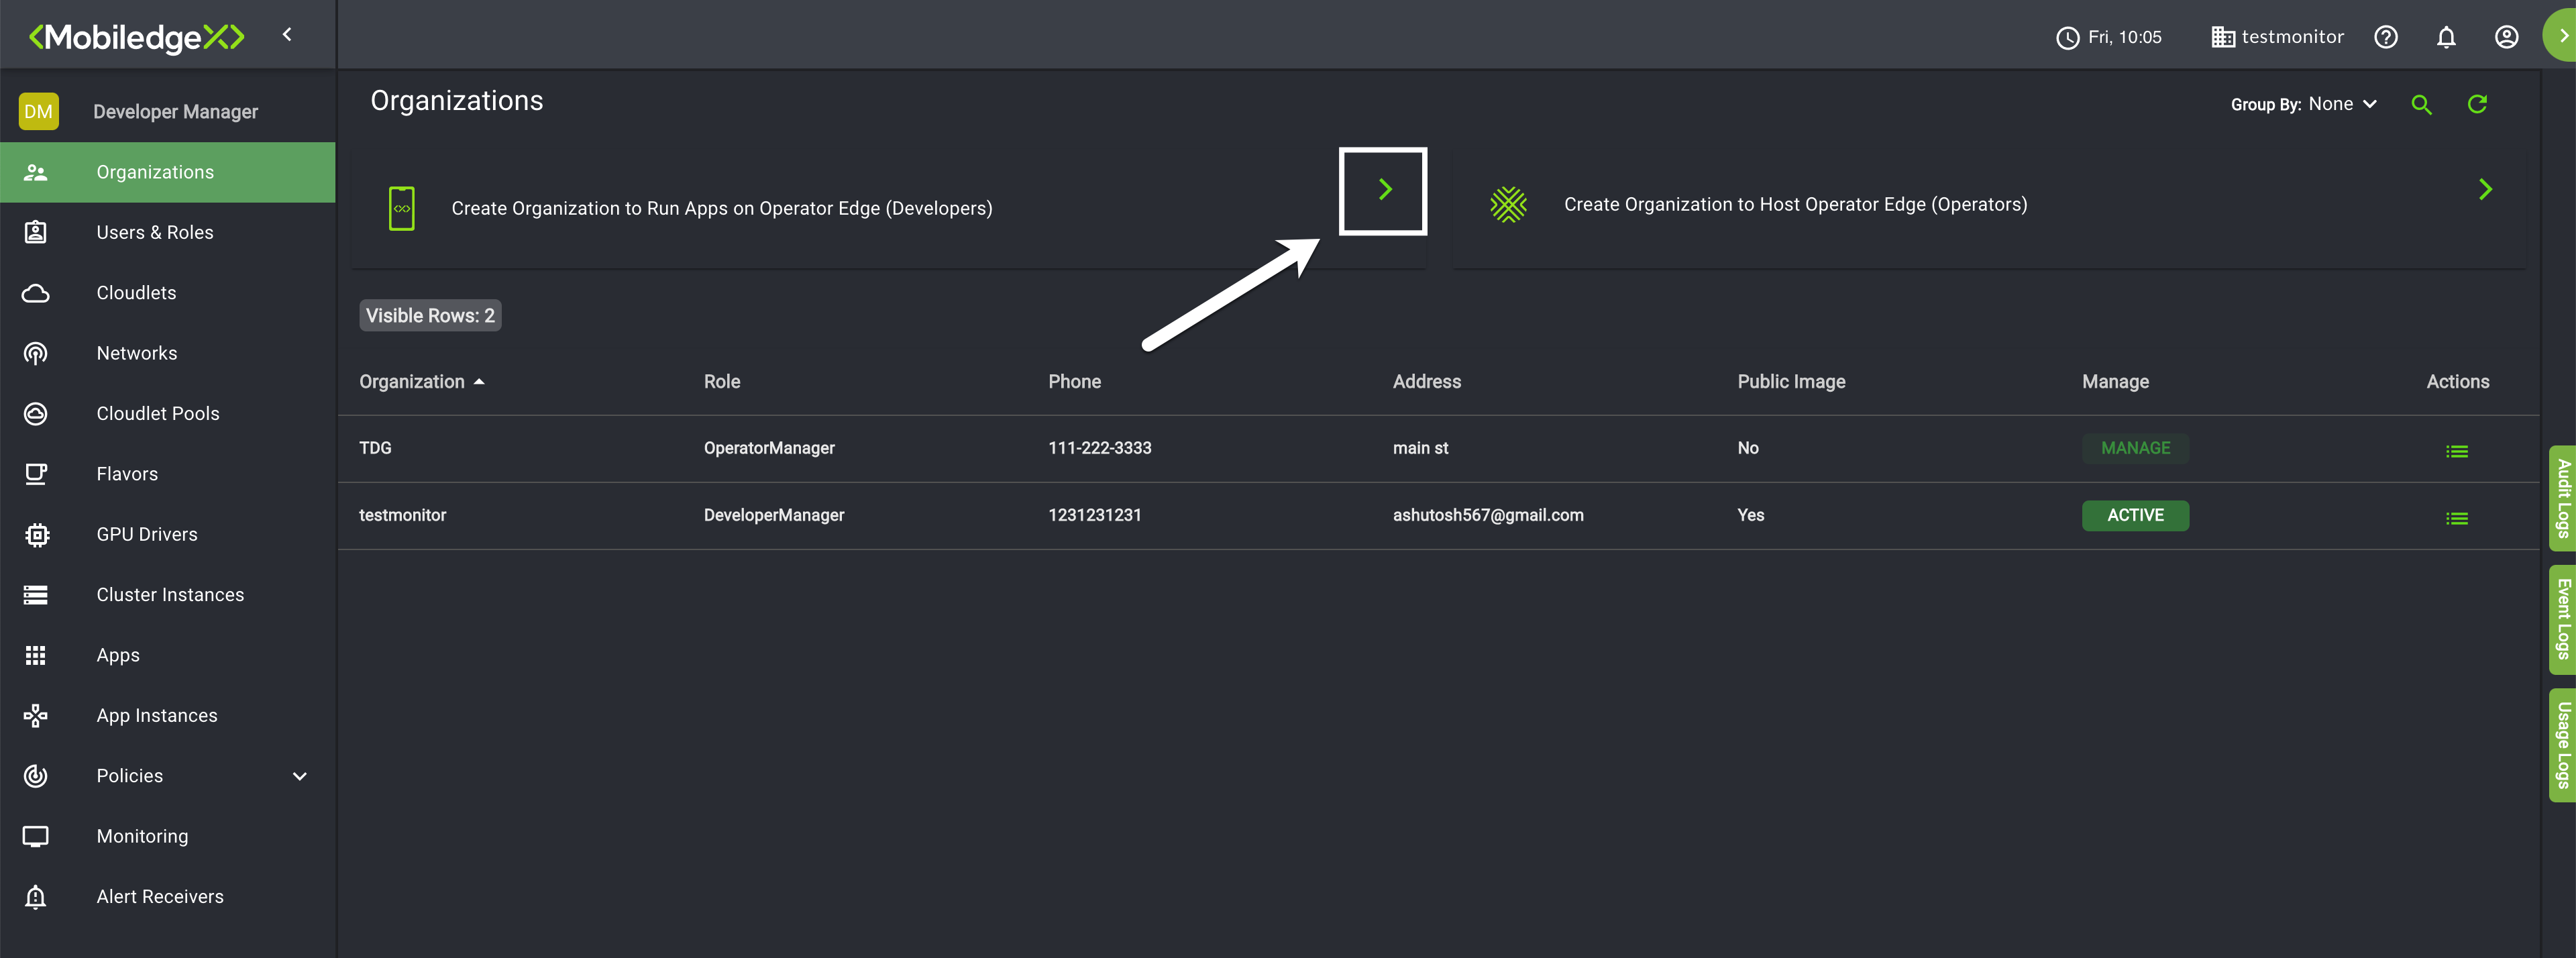 <MobiledgeX>
Fri, 10:05
testmonitor
DM
Developer Manager
Organizations
Users & Roles
Cloudlets
Networks
Cloudlet Pools
Flavors
GPU Drivers
Cluster Instances
Apps
App Instances
Policies
Monitoring
Alert Receivers
Organizations
Group By: None
Create Organization to Run Apps on Operator Edge (Developers)
Create Organization to Host Operator Edge (Operators)
Visible Rows: 2
Organization Role Phone Address Public Image Manage Actions
TDG OperatorManager 111-222-3333 main st No MANAGE
testmonitor DeveloperManager 1231231231 ashutosh567@gmail.com Yes ACTIVE
Audit Logs
Event Logs
Usage Logs